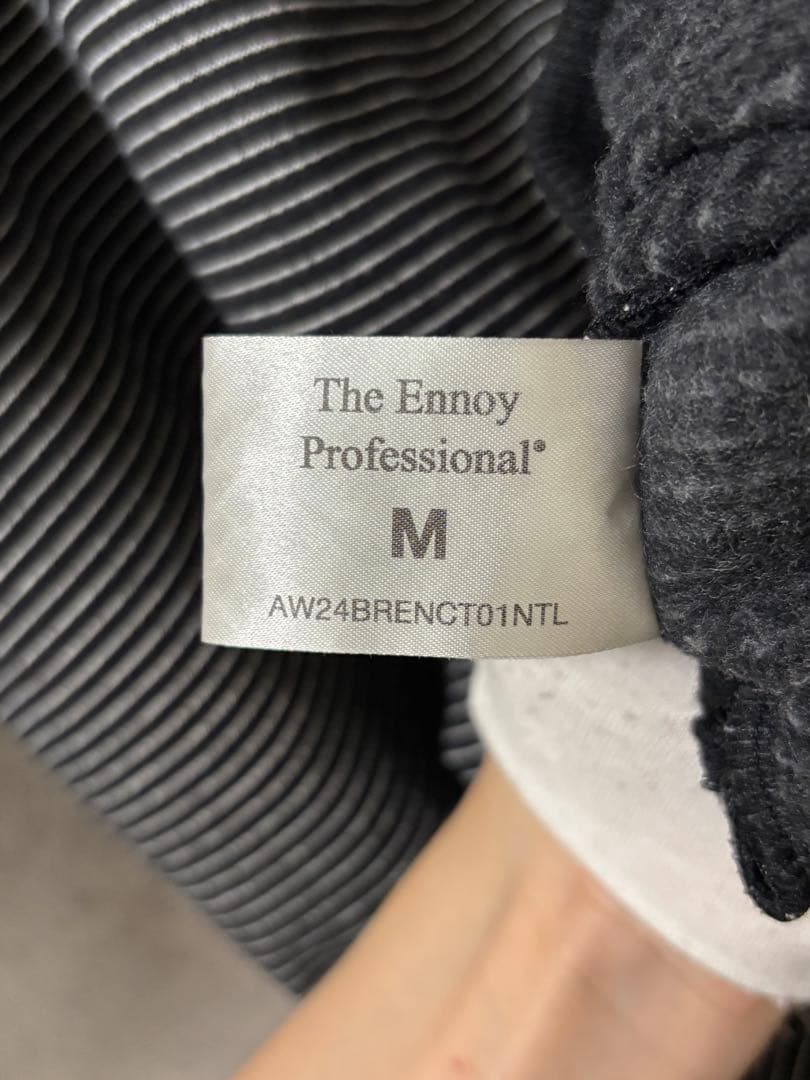 The Ennoy
Professional®
M
AW24BRENCT01NTL